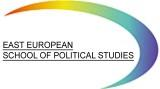 EAST EUROPEAN
SCHOOL OF POLITICAL STUDIES